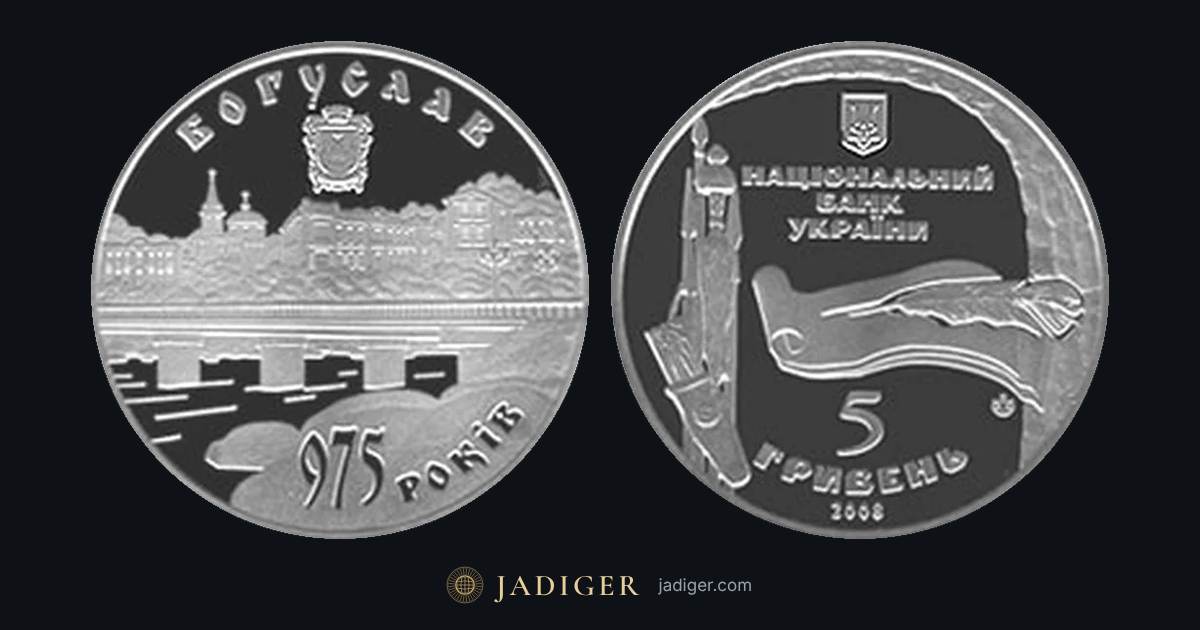 БОГУСЛАВ
975 РОКІВ
НАЦІОНАЛЬНИЙ
БАНК
УКРАЇНИ
5
ГРИВЕНЬ
2008
JADIGER jadiger.com